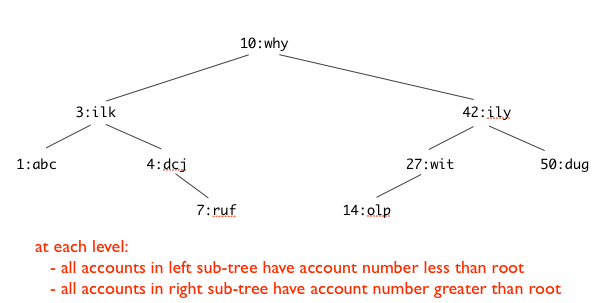 10:why
3:ilk
42:ily
1:abc
4:dcj
27:wit
50:dug
7:ruf
14:olp
at each level:
- all accounts in left sub-tree have account number less than root
- all accounts in right sub-tree have account number greater than root